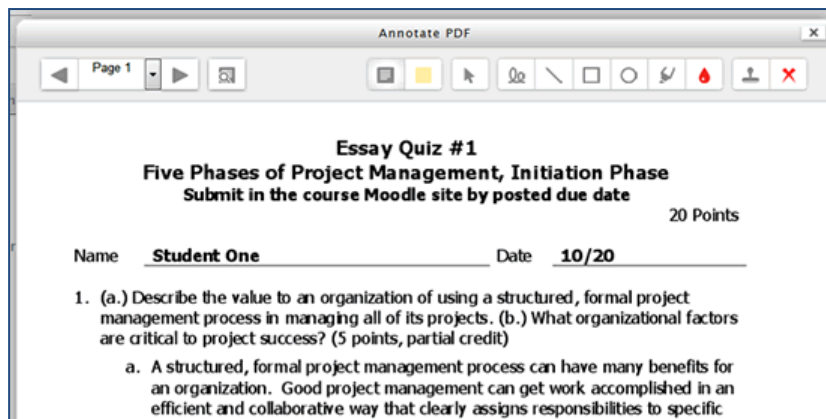 Annotate PDF
Page 1
Essay Quiz #1
Five Phases of Project Management, Initiation Phase
Submit in the course Moodle site by posted due date
20 Points
Name Student One Date 10/20
1. (a.) Describe the value to an organization of using a structured, formal project
management process in managing all of its projects. (b.) What organizational factors
are critical to project success? (5 points, partial credit)
a. A structured, formal project management process can have many benefits for
an organization. Good project management can get work accomplished in an
efficient and collaborative way that clearly assigns responsibilities to specific